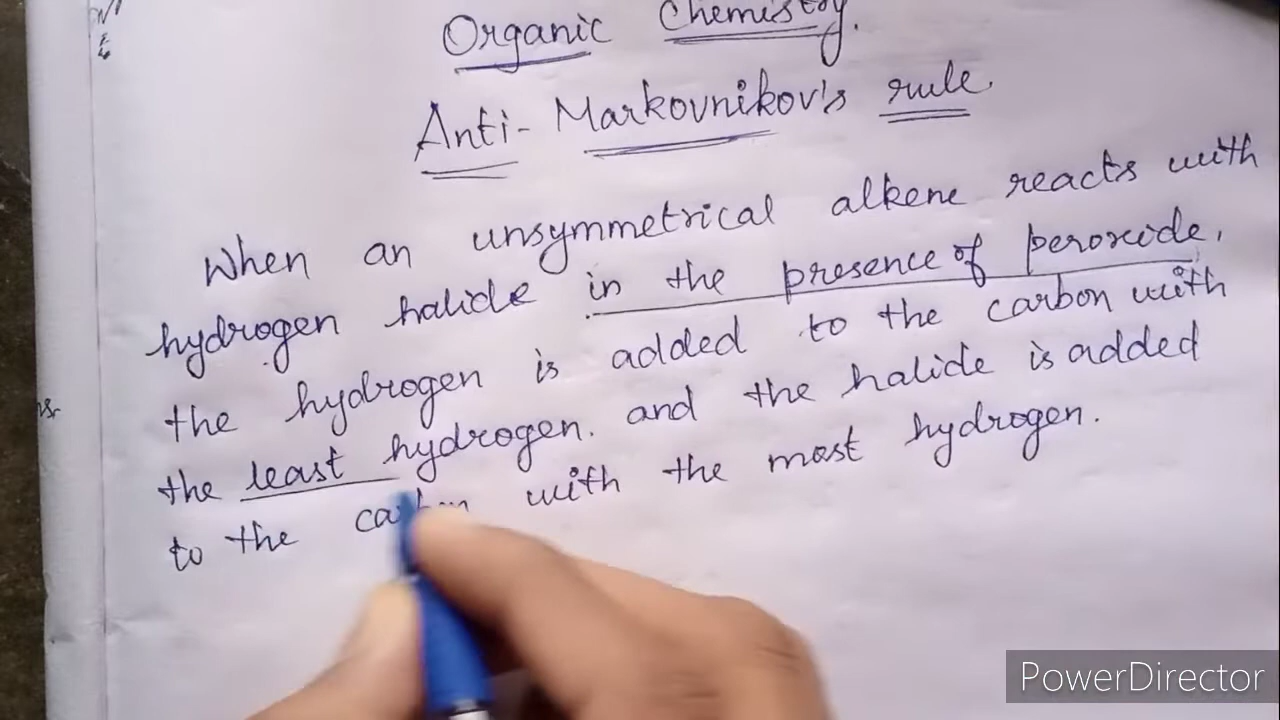 Organic Chemistry.
Anti-Markovnikov's rule.
When an unsymmetrical alkene reacts with
hydrogen halide in the presence of peroxide,
the hydrogen is added to the carbon with
the least hydrogen. and the halide is added
to the carbon with the most hydrogen.
PowerDirector